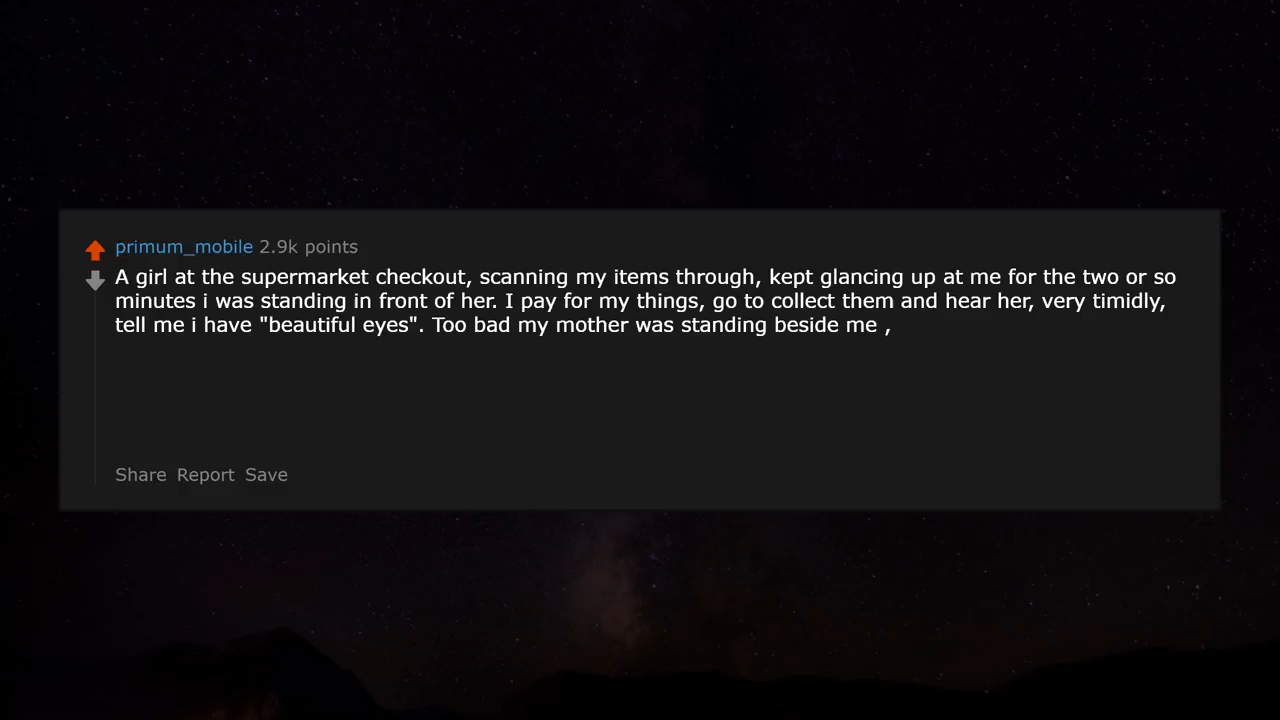 primum_mobile 2.9k points
A girl at the supermarket checkout, scanning my items through, kept glancing up at me for the two or so
minutes i was standing in front of her. I pay for my things, go to collect them and hear her, very timidly,
tell me i have "beautiful eyes". Too bad my mother was standing beside me ,
Share Report Save